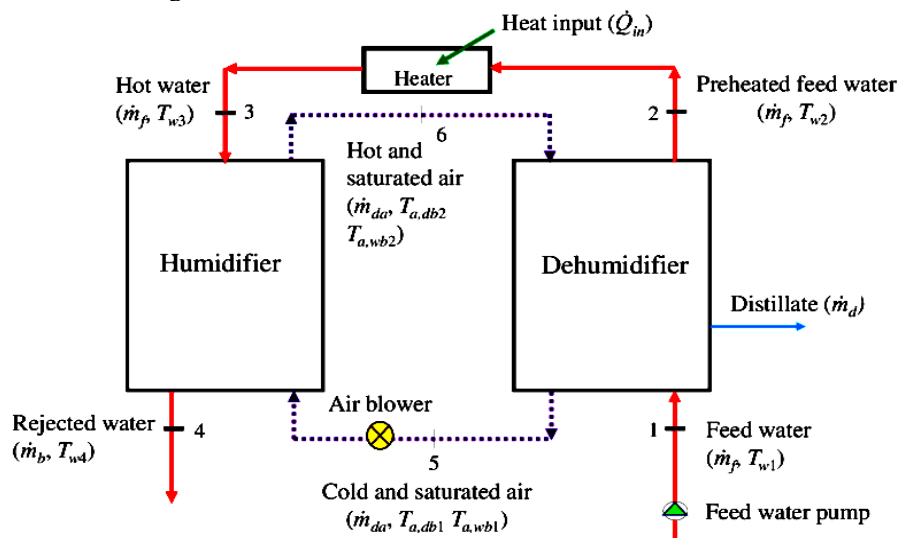 Heat input (Q̇in)
Heater
Hot water
(ṁf, Tw3)
3
Preheated feed water
(ṁf, Tw2)
2
6
Hot and
saturated air
(ṁda, Ta,db2
Ta,wb2)
Humidifier
Dehumidifier
Distillate (ṁd)
Air blower
Rejected water
(ṁb, Tw4)
4
5
Cold and saturated air
(ṁda, Ta,db1 Ta,wb1)
1
Feed water
(ṁf, Tw1)
Feed water pump